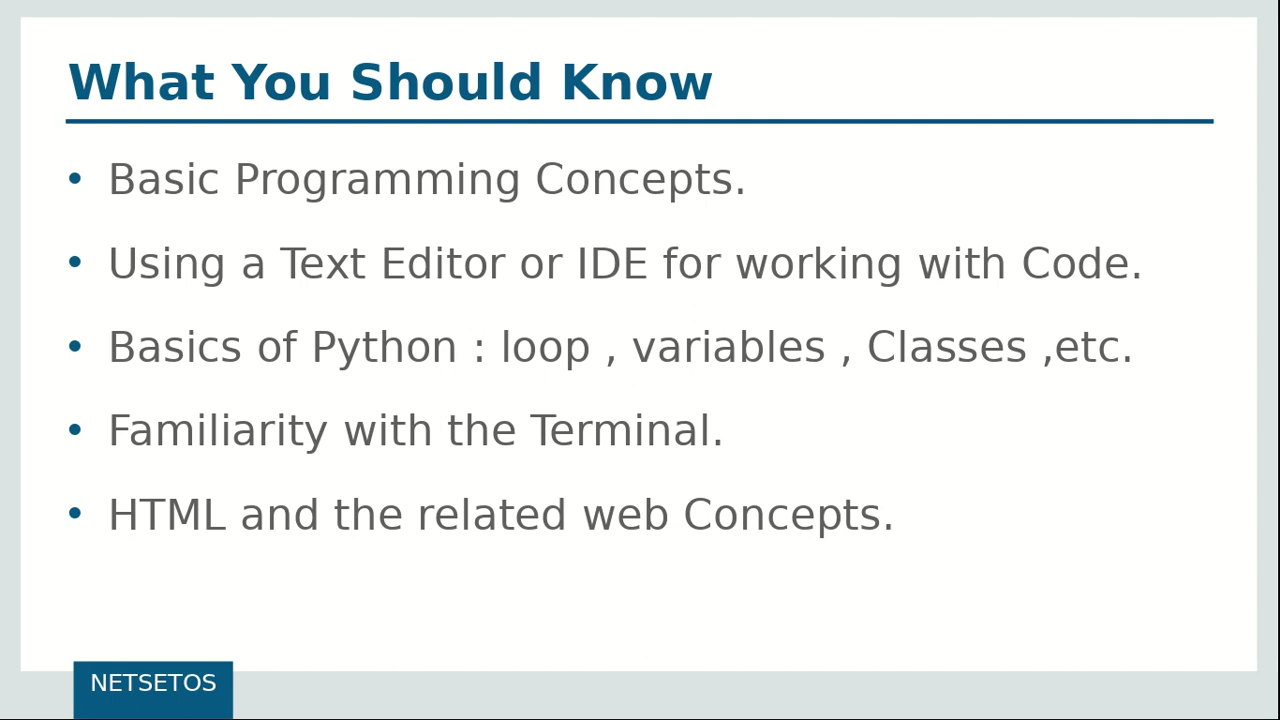 What You Should Know
• Basic Programming Concepts.
• Using a Text Editor or IDE for working with Code.
• Basics of Python : loop , variables , Classes ,etc.
• Familiarity with the Terminal.
• HTML and the related web Concepts.
NETSETOS